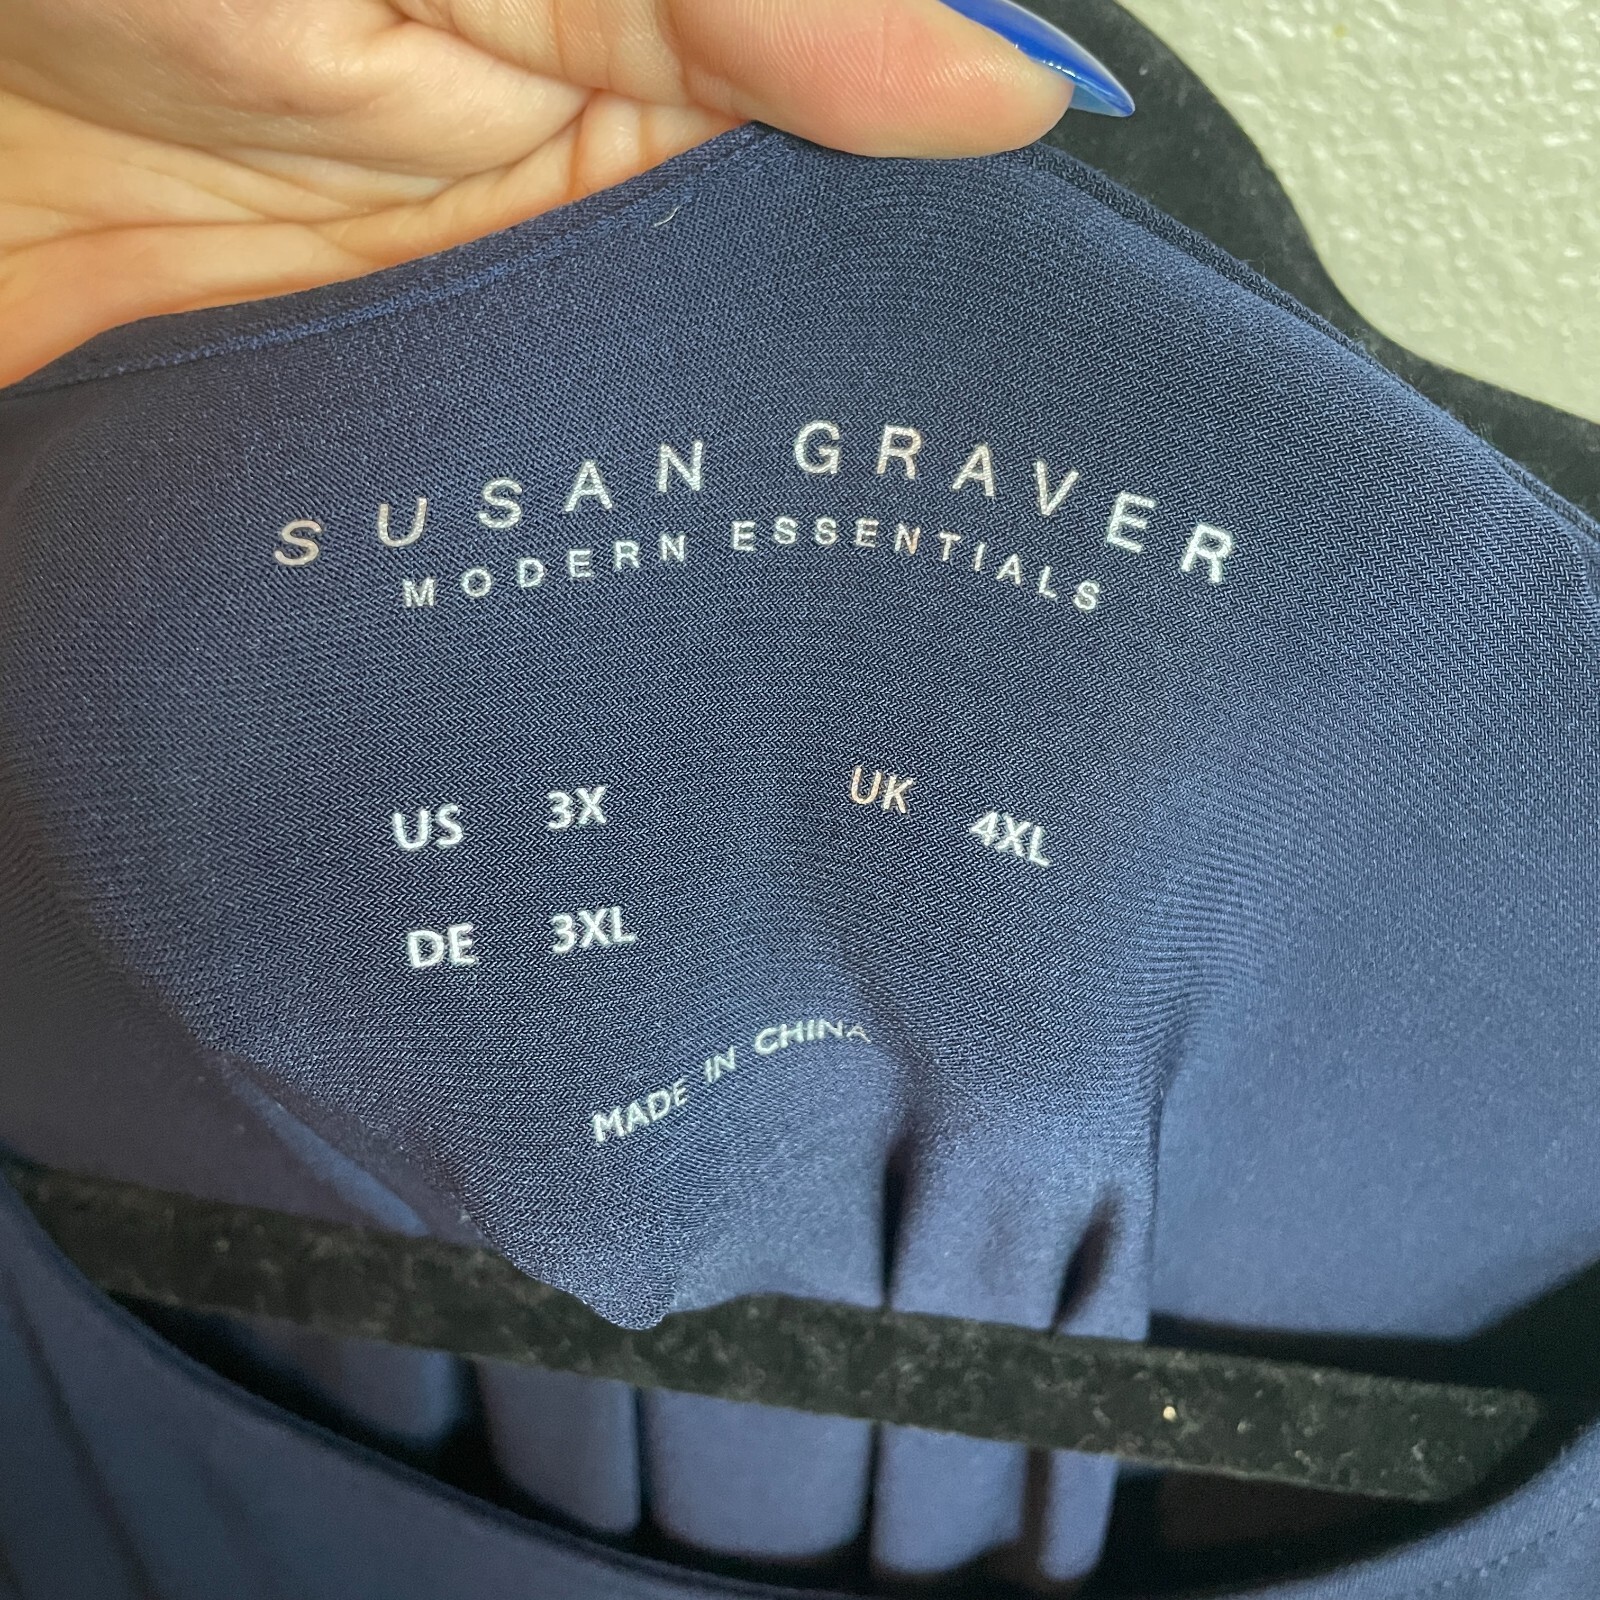 SUSAN GRAVER
MODERN ESSENTIALS
US 3X UK 4XL
DE 3XL
MADE IN CHINA